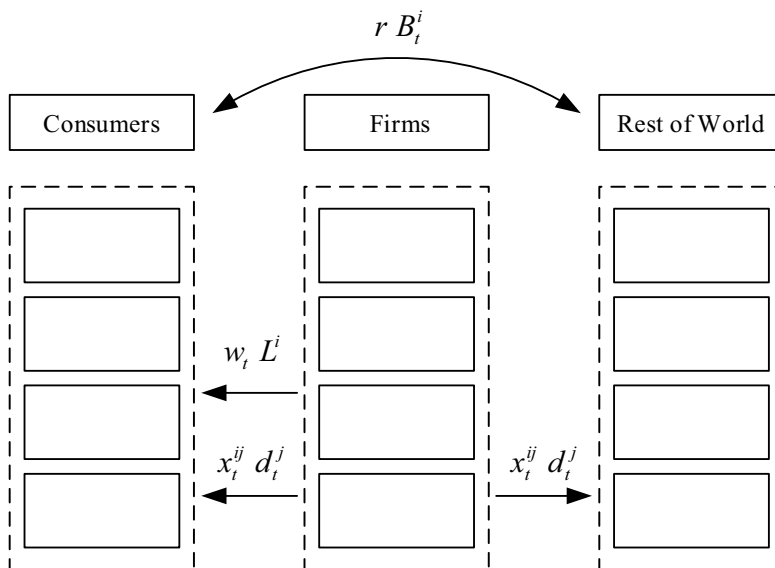 r B_t^i
Consumers
Firms
Rest of World
w_t L^i
x_t^{ij} d_t^j
x_t^{ij} d_t^j